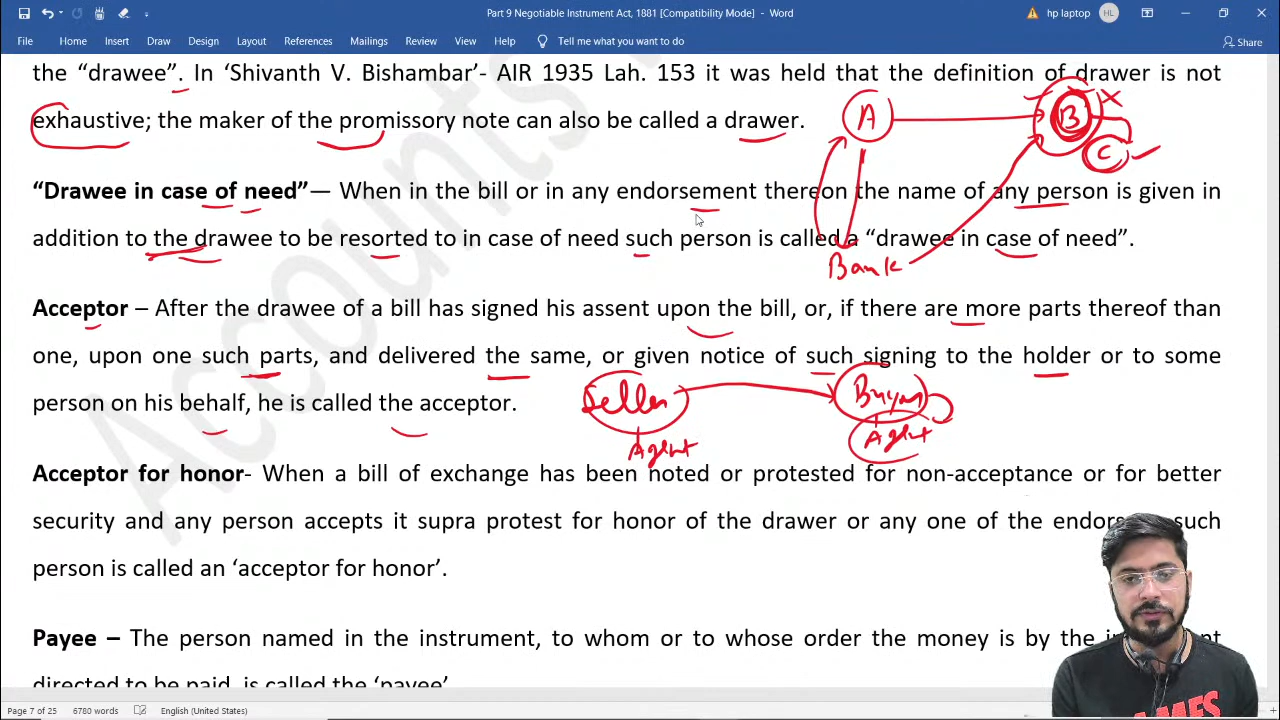 Part 9 Negotiable Instrument Act, 1881 [Compatibility Mode] - Word
hp laptop HL
File Home Insert Draw Design Layout References Mailings Review View Help Tell me what you want to do Share
the “drawee”. In ‘Shivanth V. Bishambar’- AIR 1935 Lah. 153 it was held that the definition of drawer is not
exhaustive; the maker of the promissory note can also be called a drawer.
A B C
“Drawee in case of need”— When in the bill or in any endorsement thereon the name of any person is given in
addition to the drawee to be resorted to in case of need such person is called a “drawee in case of need”.
Bank
Acceptor – After the drawee of a bill has signed his assent upon the bill, or, if there are more parts thereof than
one, upon one such parts, and delivered the same, or given notice of such signing to the holder or to some
person on his behalf, he is called the acceptor.
Seller Buyer
Agent Agent
Acceptor for honor- When a bill of exchange has been noted or protested for non-acceptance or for better
security and any person accepts it supra protest for honor of the drawer or any one of the such
person is called an ‘acceptor for honor’.
Payee – The person named in the instrument, to whom or to whose order the money is by the
directed to be paid, is called the ‘payee’
Accounts
Page 7 of 25 6780 words English (United States)